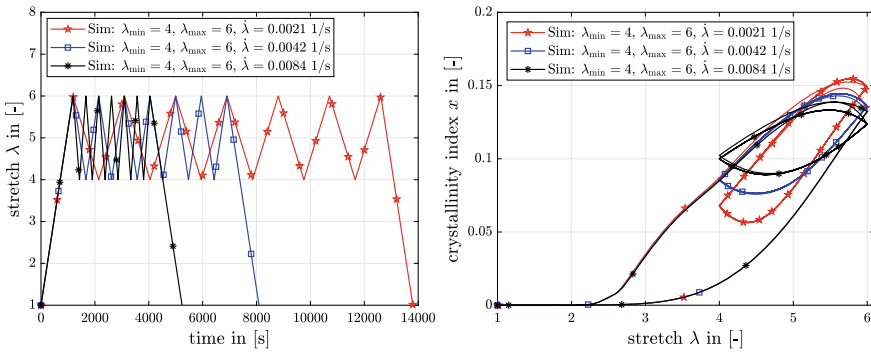 Sim: λmin = 4, λmax = 6, λ̇ = 0.0021 1/s
Sim: λmin = 4, λmax = 6, λ̇ = 0.0042 1/s
Sim: λmin = 4, λmax = 6, λ̇ = 0.0084 1/s
8
7
6
5
4
3
2
1
stretch λ in [-]
0 2000 4000 6000 8000 10000 12000 14000
time in [s]
Sim: λmin = 4, λmax = 6, λ̇ = 0.0021 1/s
Sim: λmin = 4, λmax = 6, λ̇ = 0.0042 1/s
Sim: λmin = 4, λmax = 6, λ̇ = 0.0084 1/s
0.2
0.15
0.1
0.05
0
crystallinity index x in [-]
1 2 3 4 5 6
stretch λ in [-]